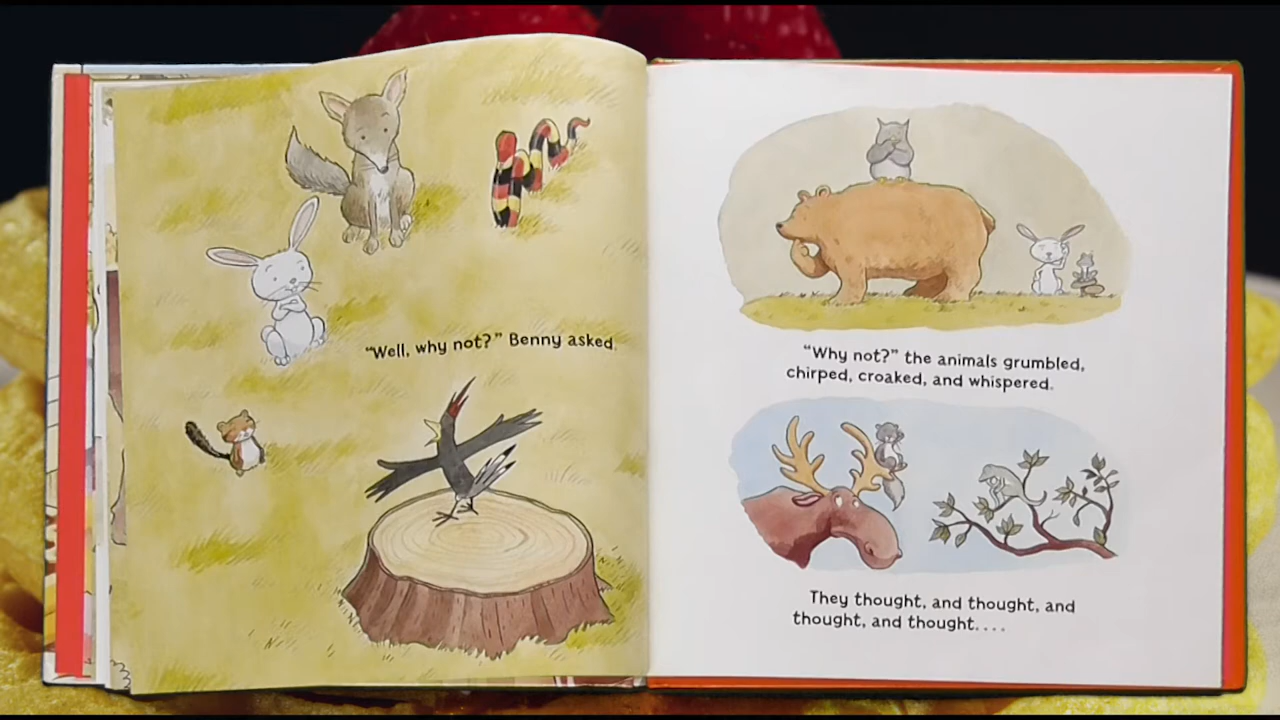 “Well, why not?” Benny asked.
“Why not?” the animals grumbled,
chirped, croaked, and whispered.
They thought, and thought, and
thought, and thought. . . .